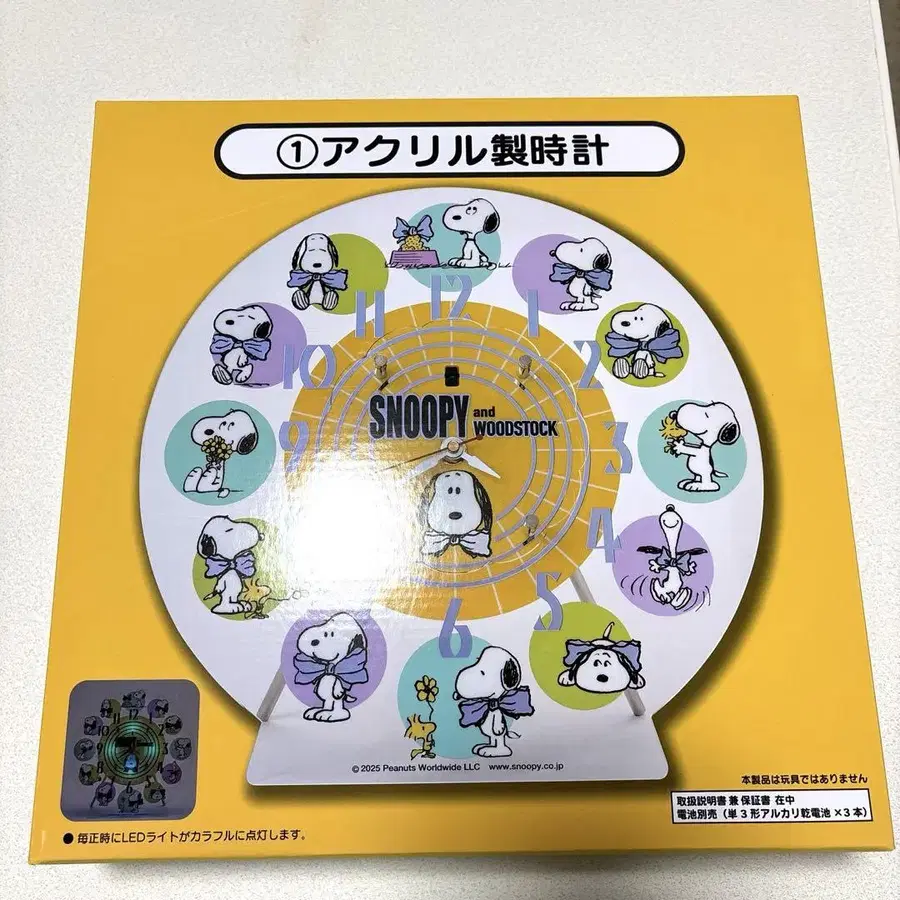 ①アクリル製時計
12
11
1
10
2
SNOOPY and WOODSTOCK
9
3
4
5
6
© 2025 Peanuts Worldwide LLC www.snoopy.co.jp
本製品は玩具ではありません
取扱説明書 兼 保証書 在中
電池別売（単3形アルカリ乾電池×3本）
●毎正時にLEDライトがカラフルに点灯します。